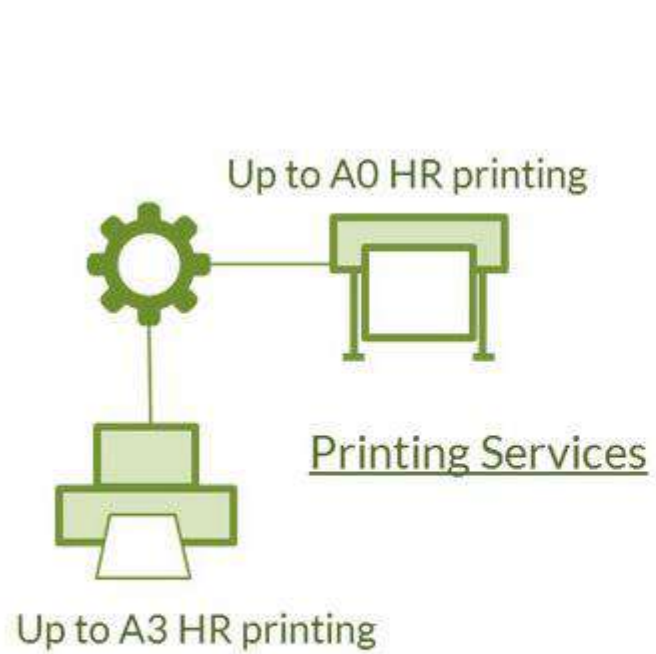 Up to A0 HR printing
Printing Services
Up to A3 HR printing